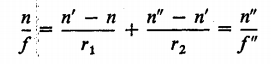 n/f = (n′ − n)/r₁ + (n″ − n′)/r₂ = n″/f″